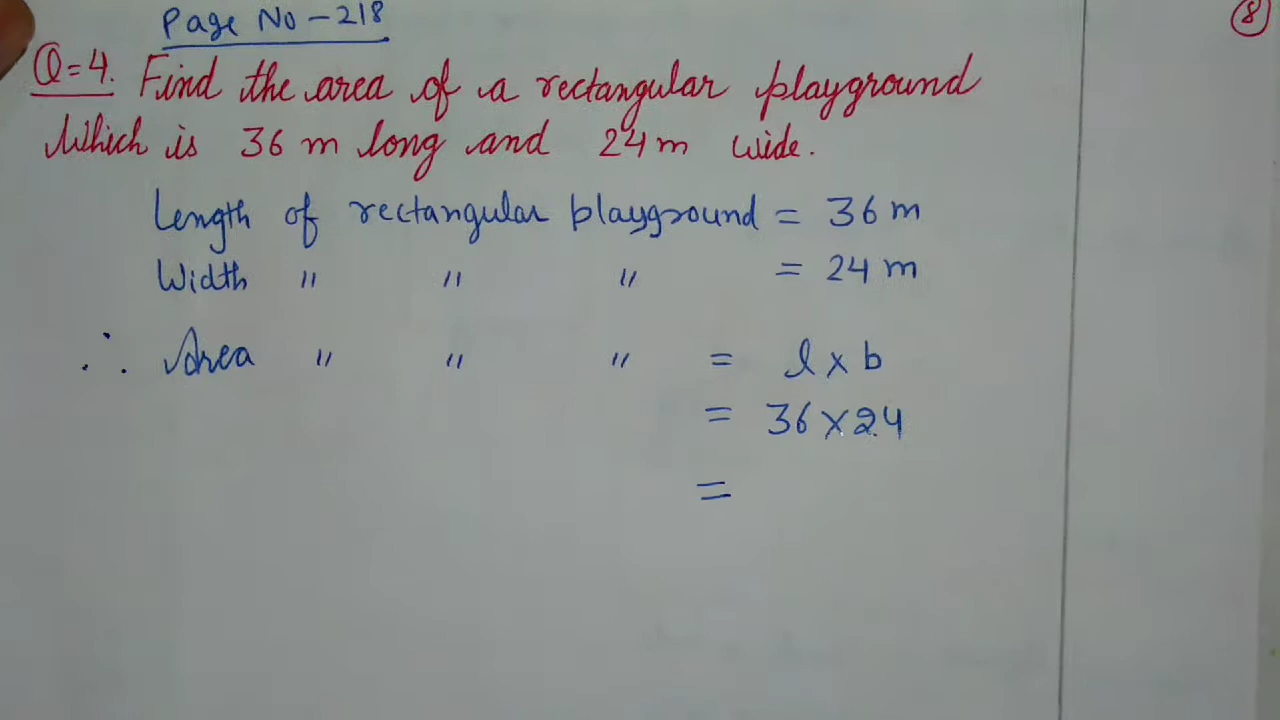 Page No - 218
8
Q=4. Find the area of a rectangular playground
Which is 36 m long and 24 m wide.
Length of rectangular playground = 36 m
Width " " " = 24 m
∴ Area " " " = l × b
= 36 × 24
=